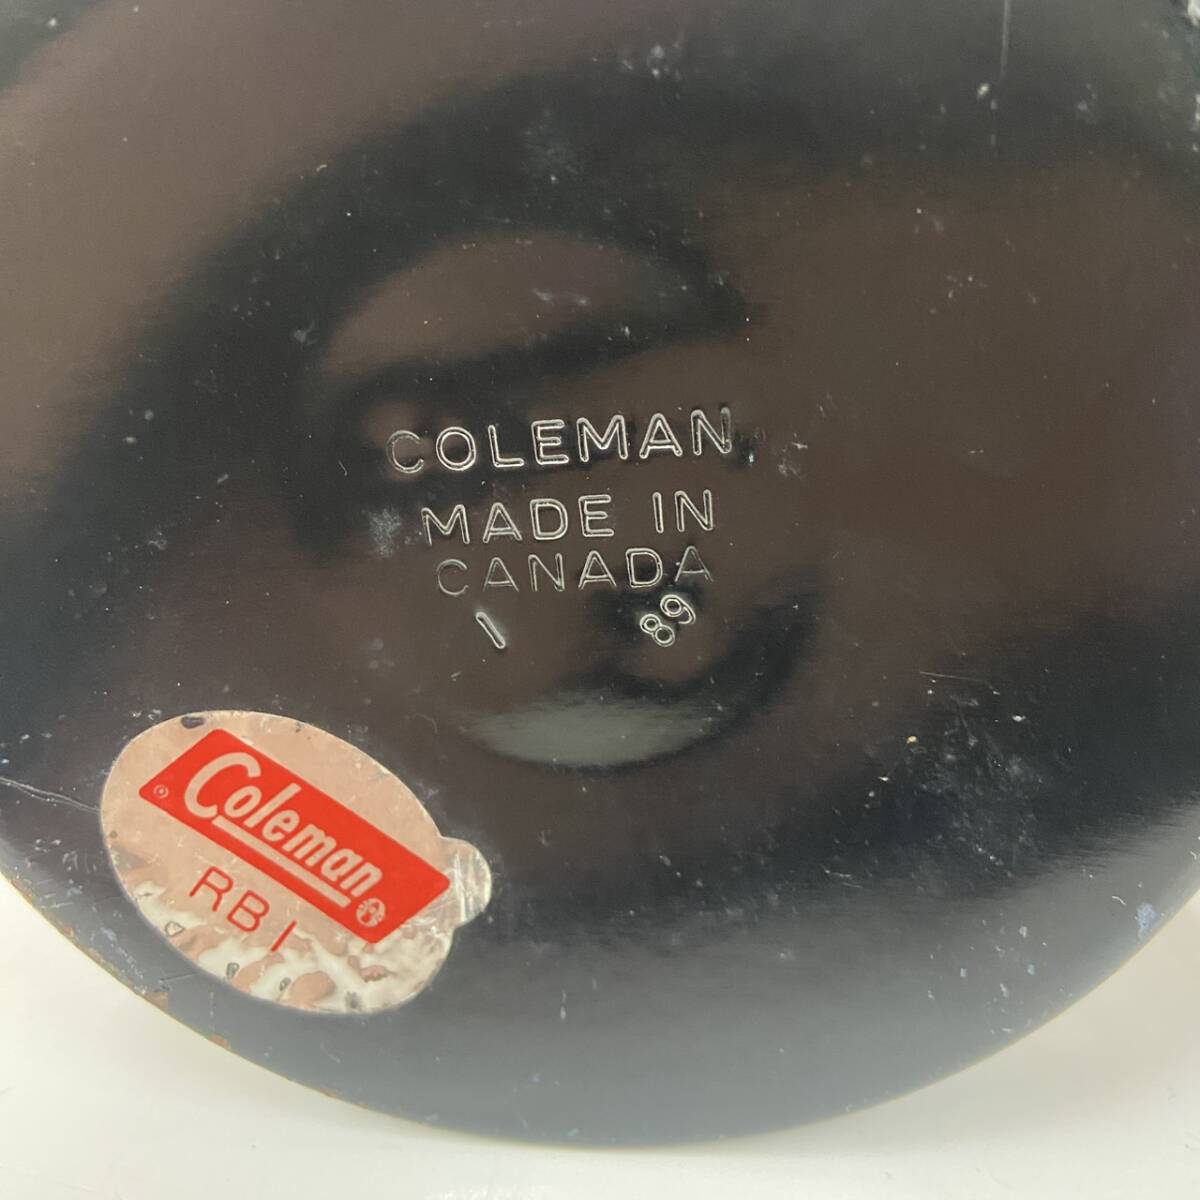 COLEMAN
MADE IN
CANADA
1 89
Coleman
RB1